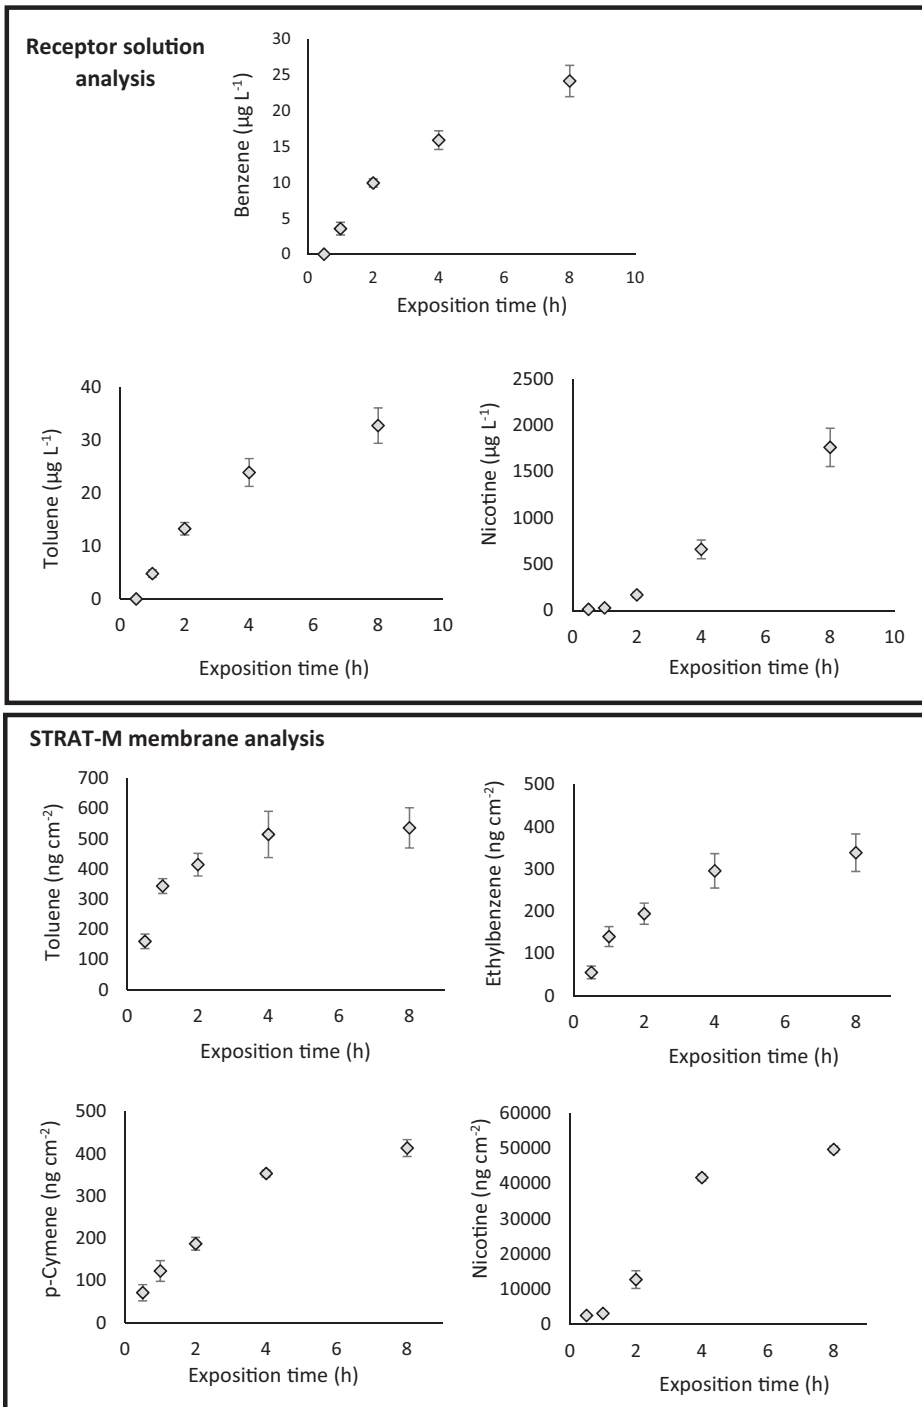 Receptor solution
analysis
Benzene (µg L⁻¹)
30
25
20
15
10
5
0
0 2 4 6 8 10
Exposition time (h)
Toluene (µg L⁻¹)
40
30
20
10
0
0 2 4 6 8 10
Exposition time (h)
Nicotine (µg L⁻¹)
2500
2000
1500
1000
500
0
0 2 4 6 8 10
Exposition time (h)
STRAT-M membrane analysis
Toluene (ng cm⁻²)
700
600
500
400
300
200
100
0
0 2 4 6 8
Exposition time (h)
Ethylbenzene (ng cm⁻²)
500
400
300
200
100
0
0 2 4 6 8
Exposition time (h)
p-Cymene (ng cm⁻²)
500
400
300
200
100
0
0 2 4 6 8
Exposition time (h)
Nicotine (ng cm⁻²)
60000
50000
40000
30000
20000
10000
0
0 2 4 6 8
Exposition time (h)